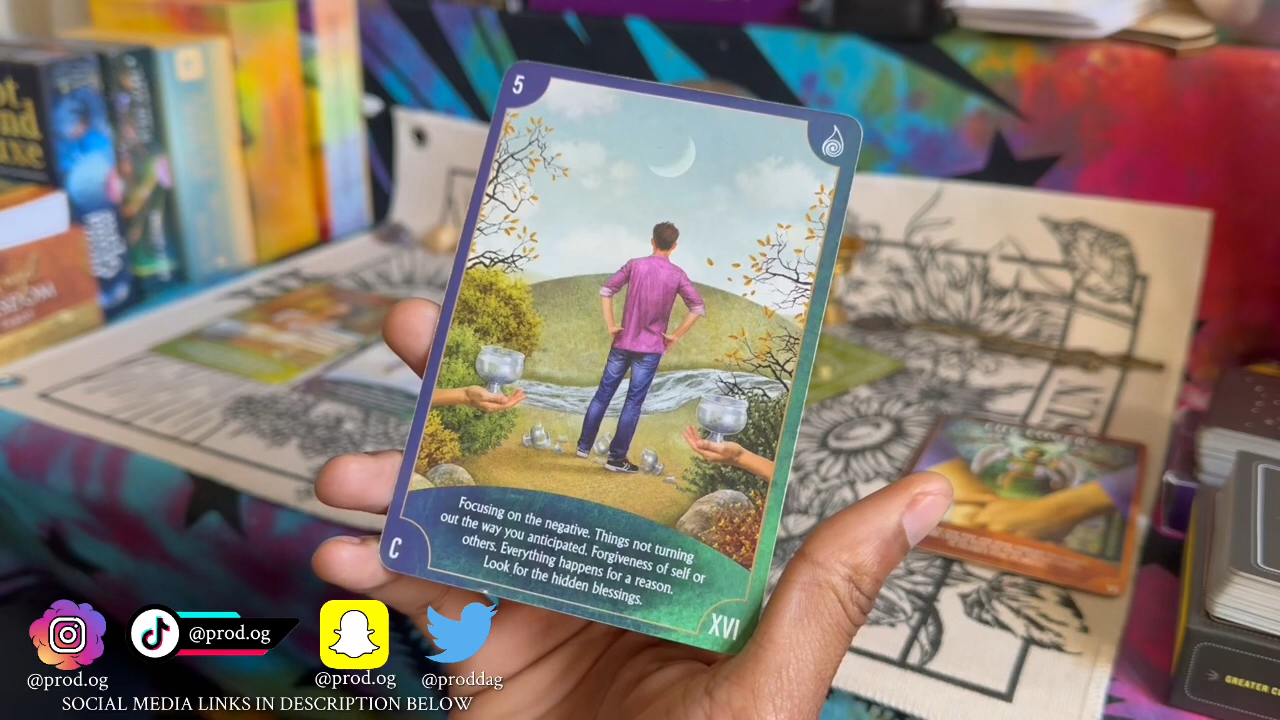 5
Focusing on the negative. Things not turning
out the way you anticipated. Forgiveness of self or
others. Everything happens for a reason.
Look for the hidden blessings.
C
XVI
SUN
GREATER
@prod.og
@prod.og
@prod.og
@proddag
SOCIAL MEDIA LINKS IN DESCRIPTION BELOW